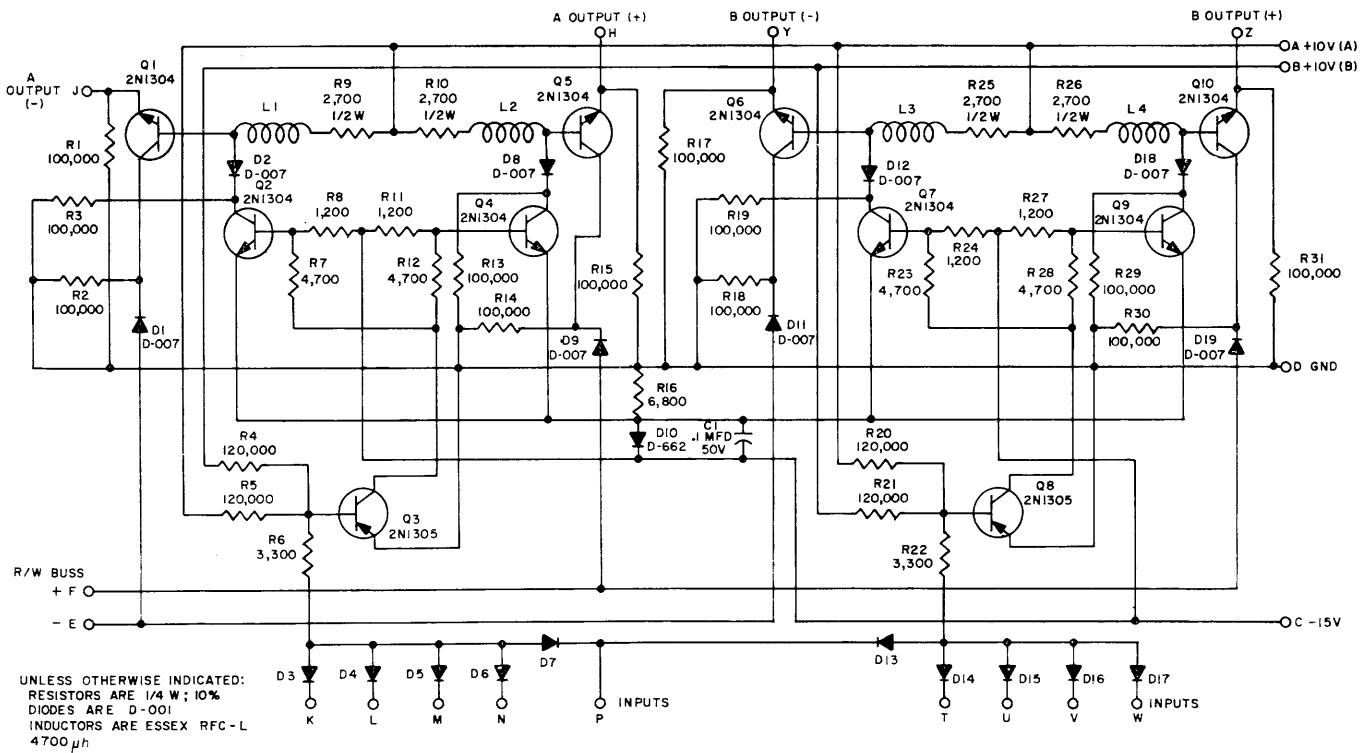 A OUTPUT (+)
H
B OUTPUT (-)
Y
B OUTPUT (+)
Z
A +10V (A)
B +10V (B)
A
OUTPUT J
(-)
Q1
2N1304
L1
R9
2,700
1/2W
R10
2,700
1/2W
L2
Q5
2N1304
Q6
2N1304
L3
R25
2,700
1/2W
R26
2,700
1/2W
L4
Q10
2N1304
R1
100,000
D2
D-007
D8
D-007
R17
100,000
D12
D-007
D18
D-007
R3
100,000
Q2
2N1304
R8
1,200
R11
1,200
Q4
2N1304
R19
100,000
Q7
2N1304
R24
1,200
R27
1,200
Q9
2N1304
R2
100,000
R7
4,700
R12
4,700
R13
100,000
R14
100,000
R15
100,000
R18
100,000
R23
4,700
R28
4,700
R29
100,000
R30
100,000
R31
100,000
D1
D-007
D9
D-007
D11
D-007
D19
D-007
D GND
R16
6,800
D10
D-662
C1
.1 MFD
50V
R4
120,000
R5
120,000
R6
3,300
Q3
2N1305
R20
120,000
R21
120,000
R22
3,300
Q8
2N1305
R/W BUSS
+ F
- E
C -15V
D3
D4
D5
D6
D7
D13
D14
D15
D16
D17
K
L
M
N
P
INPUTS
T
U
V
W
INPUTS
UNLESS OTHERWISE INDICATED:
RESISTORS ARE 1/4 W; 10%
DIODES ARE D-001
INDUCTORS ARE ESSEX RFC-L
4700 μh